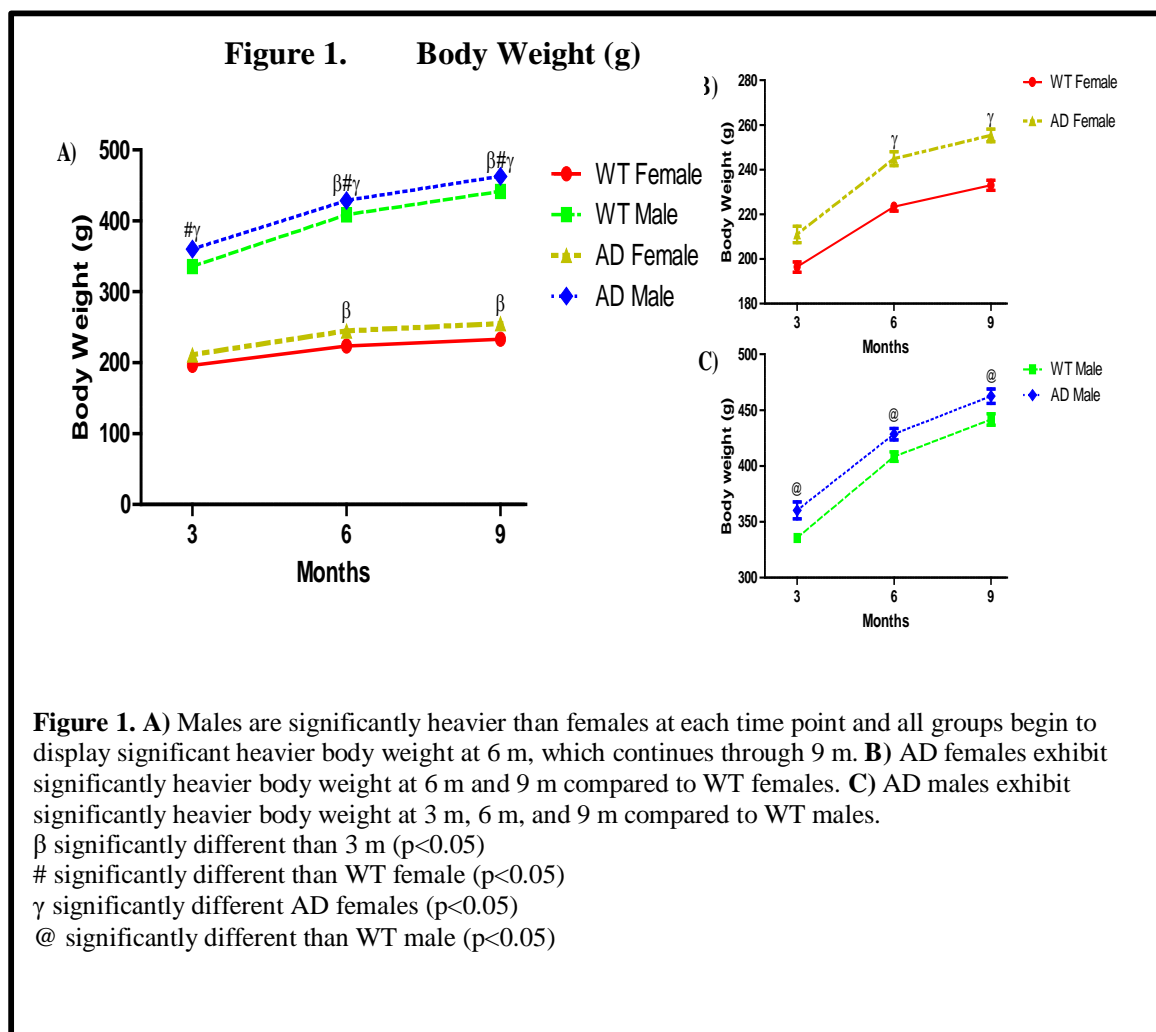 Figure 1. Body Weight (g)
A)
500
400
300
200
100
0
Body Weight (g)
3
6
9
Months
#γ
β#γ
β#γ
β
β
WT Female
WT Male
AD Female
AD Male
B)
280
260
240
220
200
180
Body Weight (g)
3
6
9
Months
γ
γ
WT Female
AD Female
C)
500
450
400
350
300
Body weight (g)
3
6
9
Months
@
@
@
WT Male
AD Male
Figure 1. A) Males are significantly heavier than females at each time point and all groups begin to
display significant heavier body weight at 6 m, which continues through 9 m. B) AD females exhibit
significantly heavier body weight at 6 m and 9 m compared to WT females. C) AD males exhibit
significantly heavier body weight at 3 m, 6 m, and 9 m compared to WT males.
β significantly different than 3 m (p<0.05)
# significantly different than WT female (p<0.05)
γ significantly different AD females (p<0.05)
@ significantly different than WT male (p<0.05)